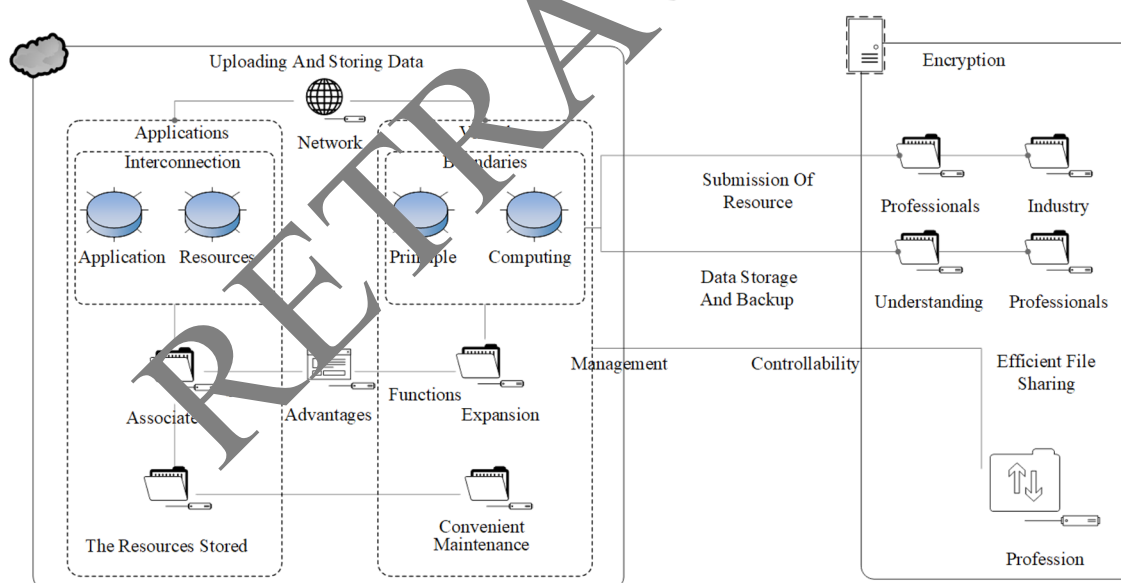 Uploading And Storing Data
Encryption
Network
Applications
Interconnection
Application
Resources
Boundaries
Principle
Computing
Submission Of
Resource
Professionals
Industry
Data Storage
And Backup
Understanding
Professionals
Associate
Advantages
Functions
Expansion
Management
Controllability
Efficient File
Sharing
The Resources Stored
Convenient
Maintenance
Profession
RETRA